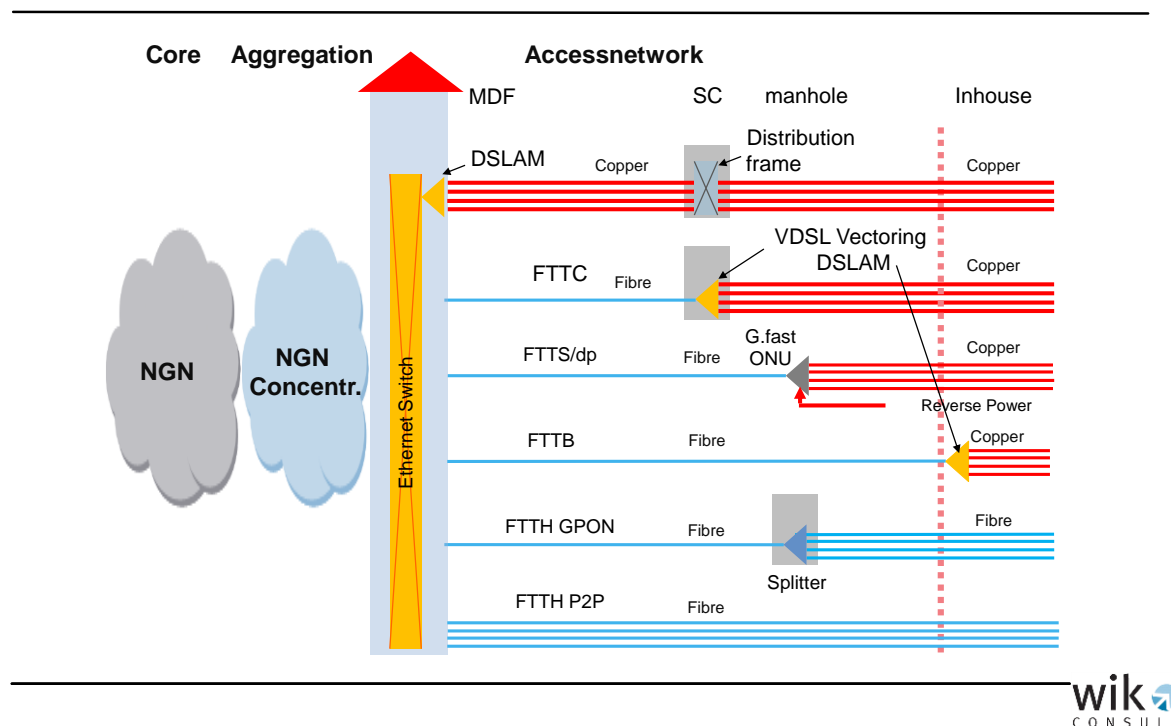 Core Aggregation Accessnetwork
MDF SC manhole Inhouse
DSLAM
Copper
Distribution
frame
Copper
VDSL Vectoring
DSLAM
FTTC
Fibre
Copper
FTTS/dp
Fibre
G.fast
ONU
Copper
Reverse Power
NGN
NGN
Concentr.
Ethernet Switch
FTTB
Fibre
Copper
FTTH GPON
Fibre
Fibre
Splitter
FTTH P2P
Fibre
wik
CONSUL